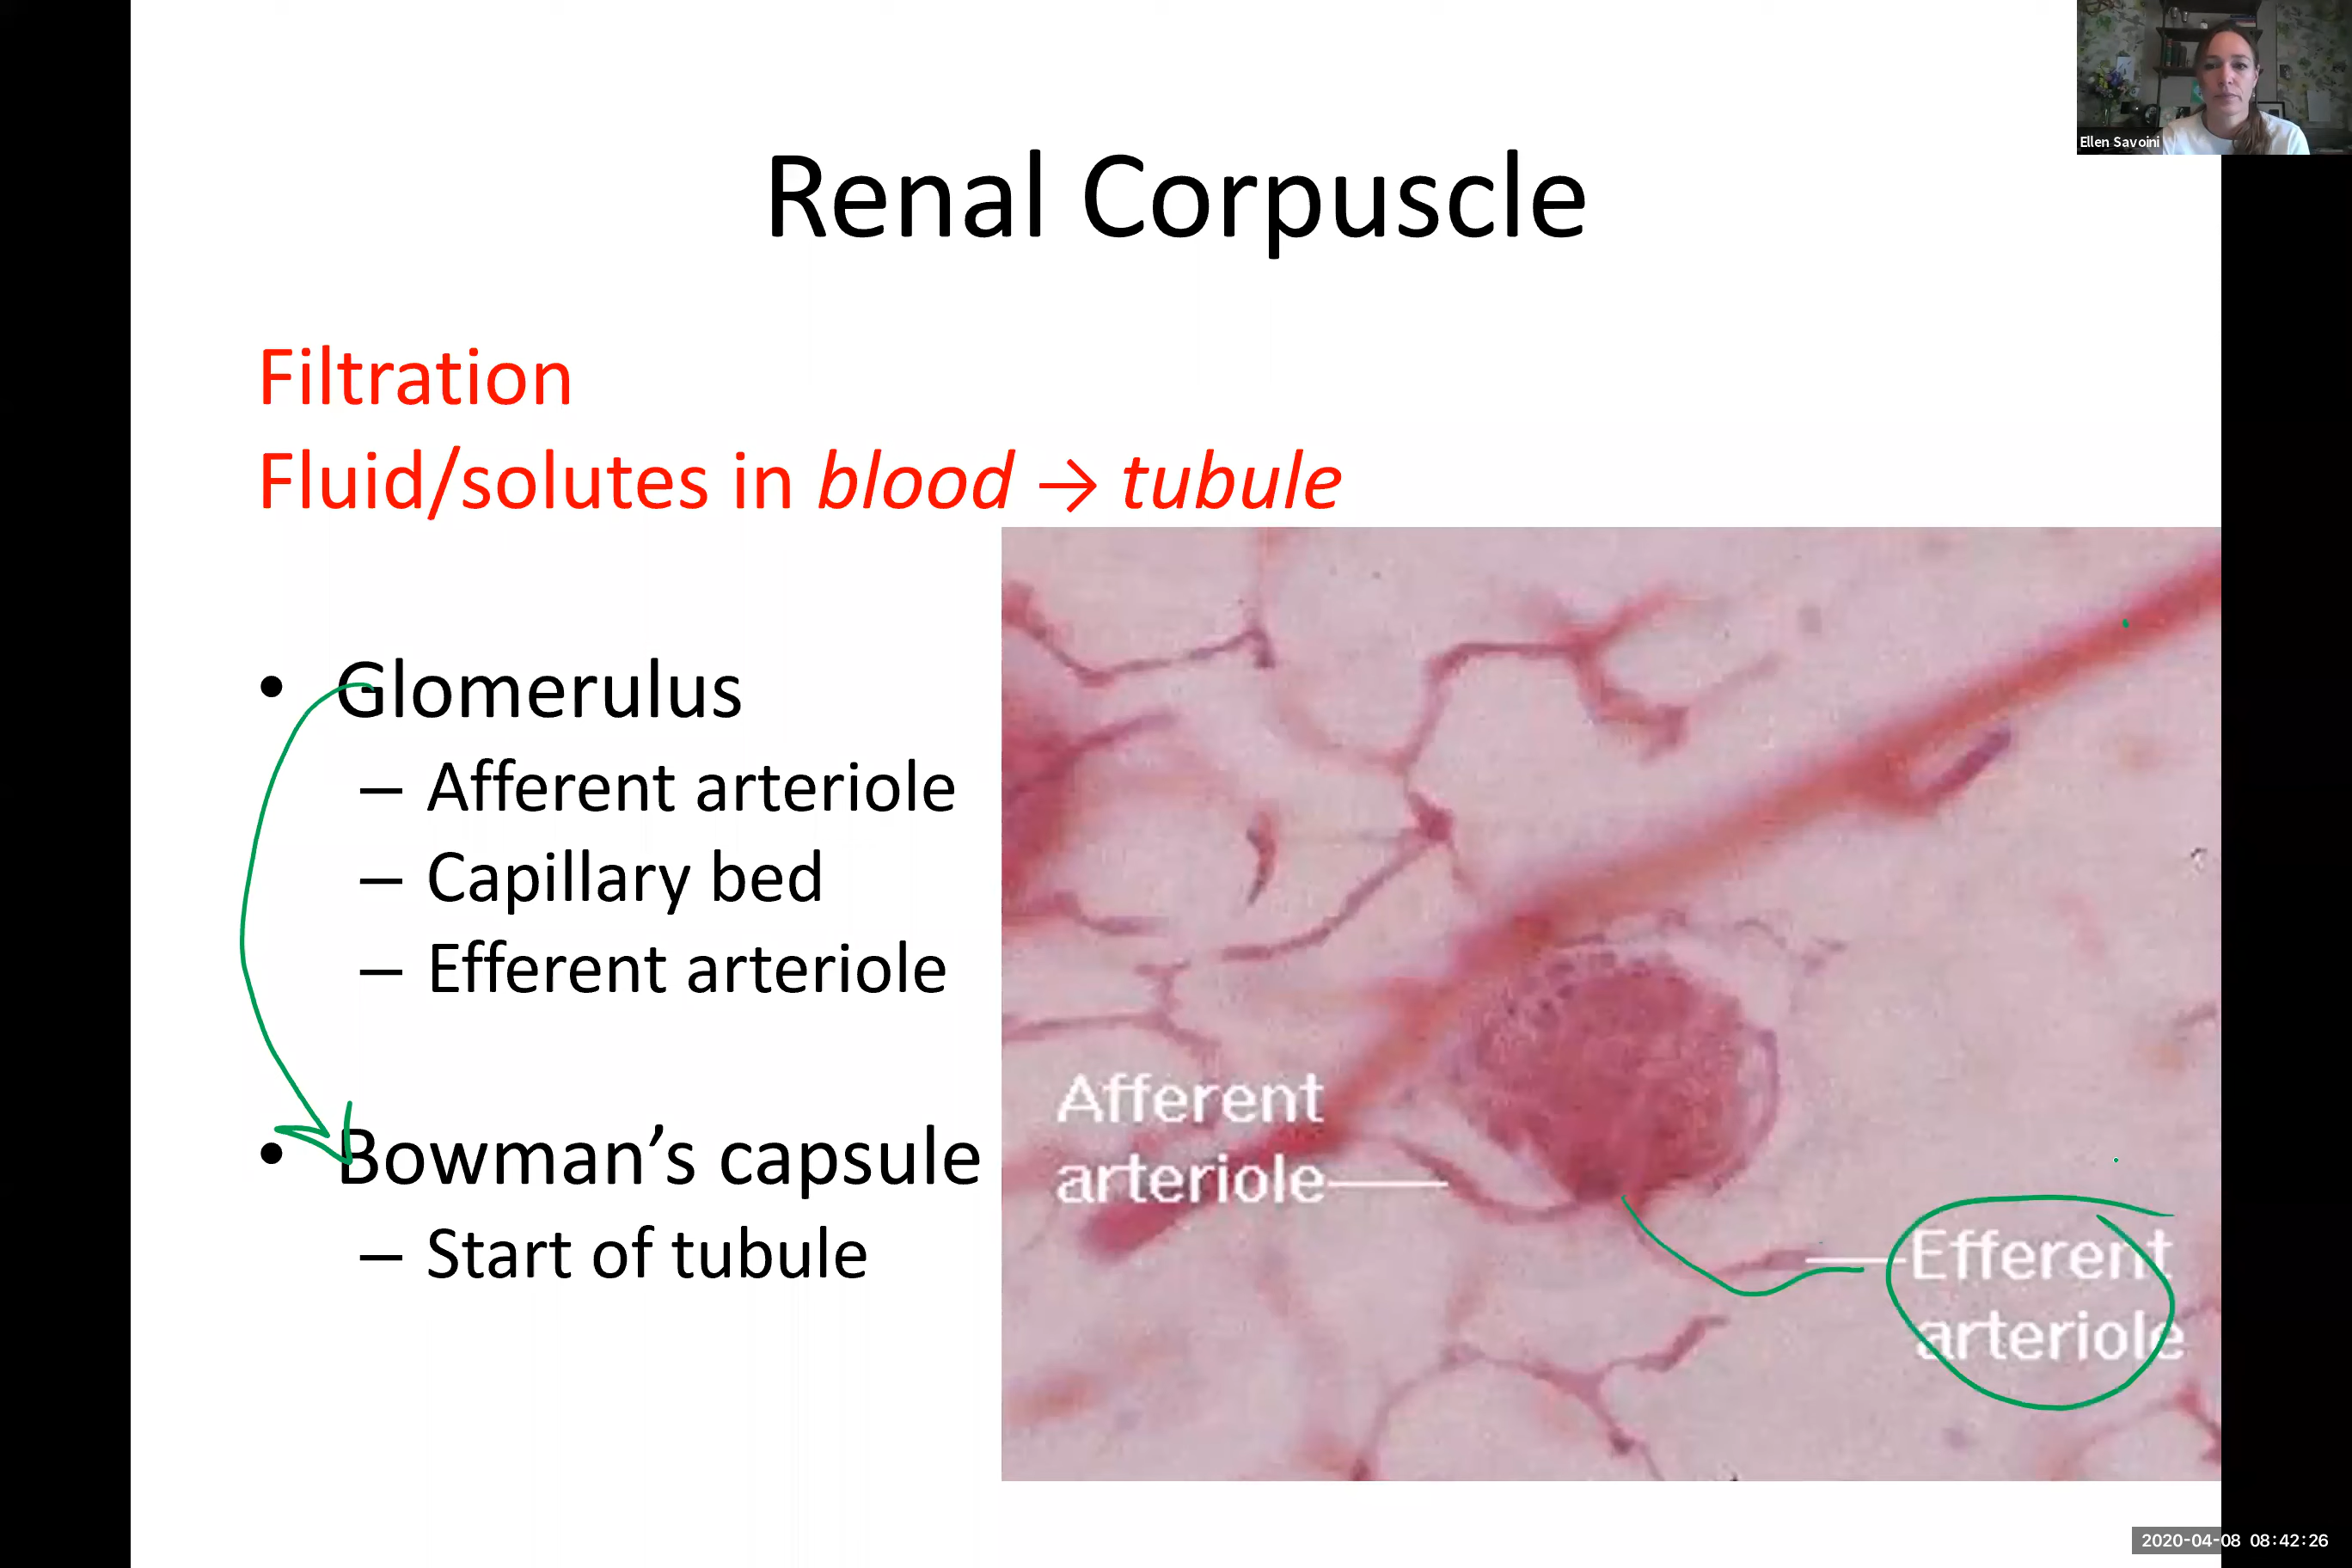 Ellen Savoini
Renal Corpuscle
Filtration
Fluid/solutes in blood → tubule
• Glomerulus
– Afferent arteriole
– Capillary bed
– Efferent arteriole
• Bowman’s capsule
– Start of tubule
Afferent
arteriole
Efferent
arteriole
2020-04-08 08:42:26